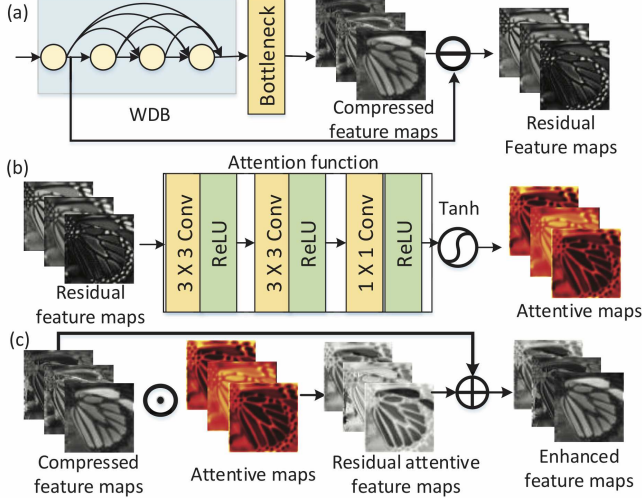 (a)
WDB
Bottleneck
Compressed
feature maps
Residual
Feature maps
(b)
Attention function
3 X 3 Conv
ReLU
3 X 3 Conv
ReLU
1 X 1 Conv
ReLU
Tanh
Residual
feature maps
Attentive maps
(c)
Compressed
feature maps
Attentive maps
Residual attentive
feature maps
Enhanced
feature maps